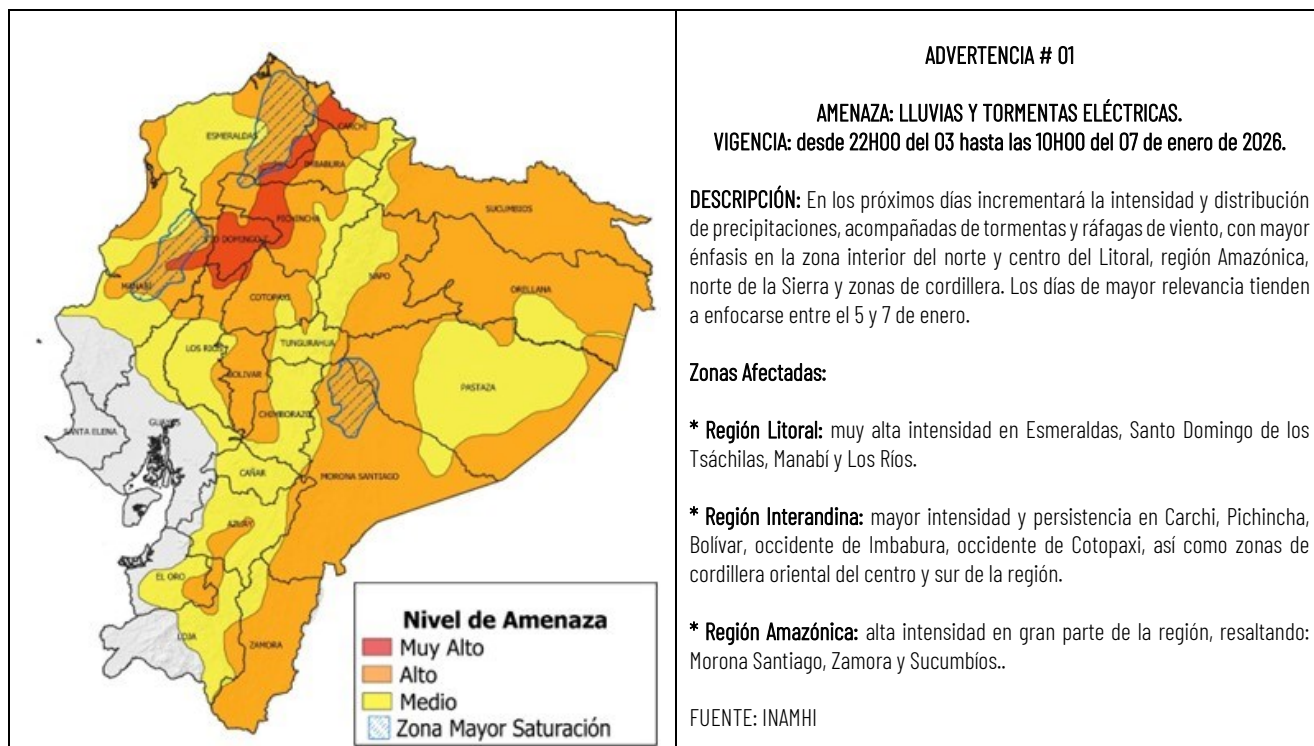 ESMERALDAS
CARCHI
IMBABURA
SUCUMBIOS
PICHINCHA
NAPO
MANABÍ
ORELLANA
COTOPAXI
LOS RIOS
TUNGURAHUA
BOLIVAR
PASTAZA
CHIMBORAZO
GUAYAS
SANTA ELENA
CAÑAR
MORONA SANTIAGO
AZUAY
EL ORO
LOJA
ZAMORA
Nivel de Amenaza
Muy Alto
Alto
Medio
Zona Mayor Saturación
ADVERTENCIA # 01
AMENAZA: LLUVIAS Y TORMENTAS ELÉCTRICAS.
VIGENCIA: desde 22H00 del 03 hasta las 10H00 del 07 de enero de 2026.
DESCRIPCIÓN: En los próximos días incrementará la intensidad y distribución
de precipitaciones, acompañadas de tormentas y ráfagas de viento, con mayor
énfasis en la zona interior del norte y centro del Litoral, región Amazónica,
norte de la Sierra y zonas de cordillera. Los días de mayor relevancia tienden
a enfocarse entre el 5 y 7 de enero.
Zonas Afectadas:
* Región Litoral: muy alta intensidad en Esmeraldas, Santo Domingo de los
Tsáchilas, Manabí y Los Ríos.
* Región Interandina: mayor intensidad y persistencia en Carchi, Pichincha,
Bolívar, occidente de Imbabura, occidente de Cotopaxi, así como zonas de
cordillera oriental del centro y sur de la región.
* Región Amazónica: alta intensidad en gran parte de la región, resaltando:
Morona Santiago, Zamora y Sucumbíos..
FUENTE: INAMHI